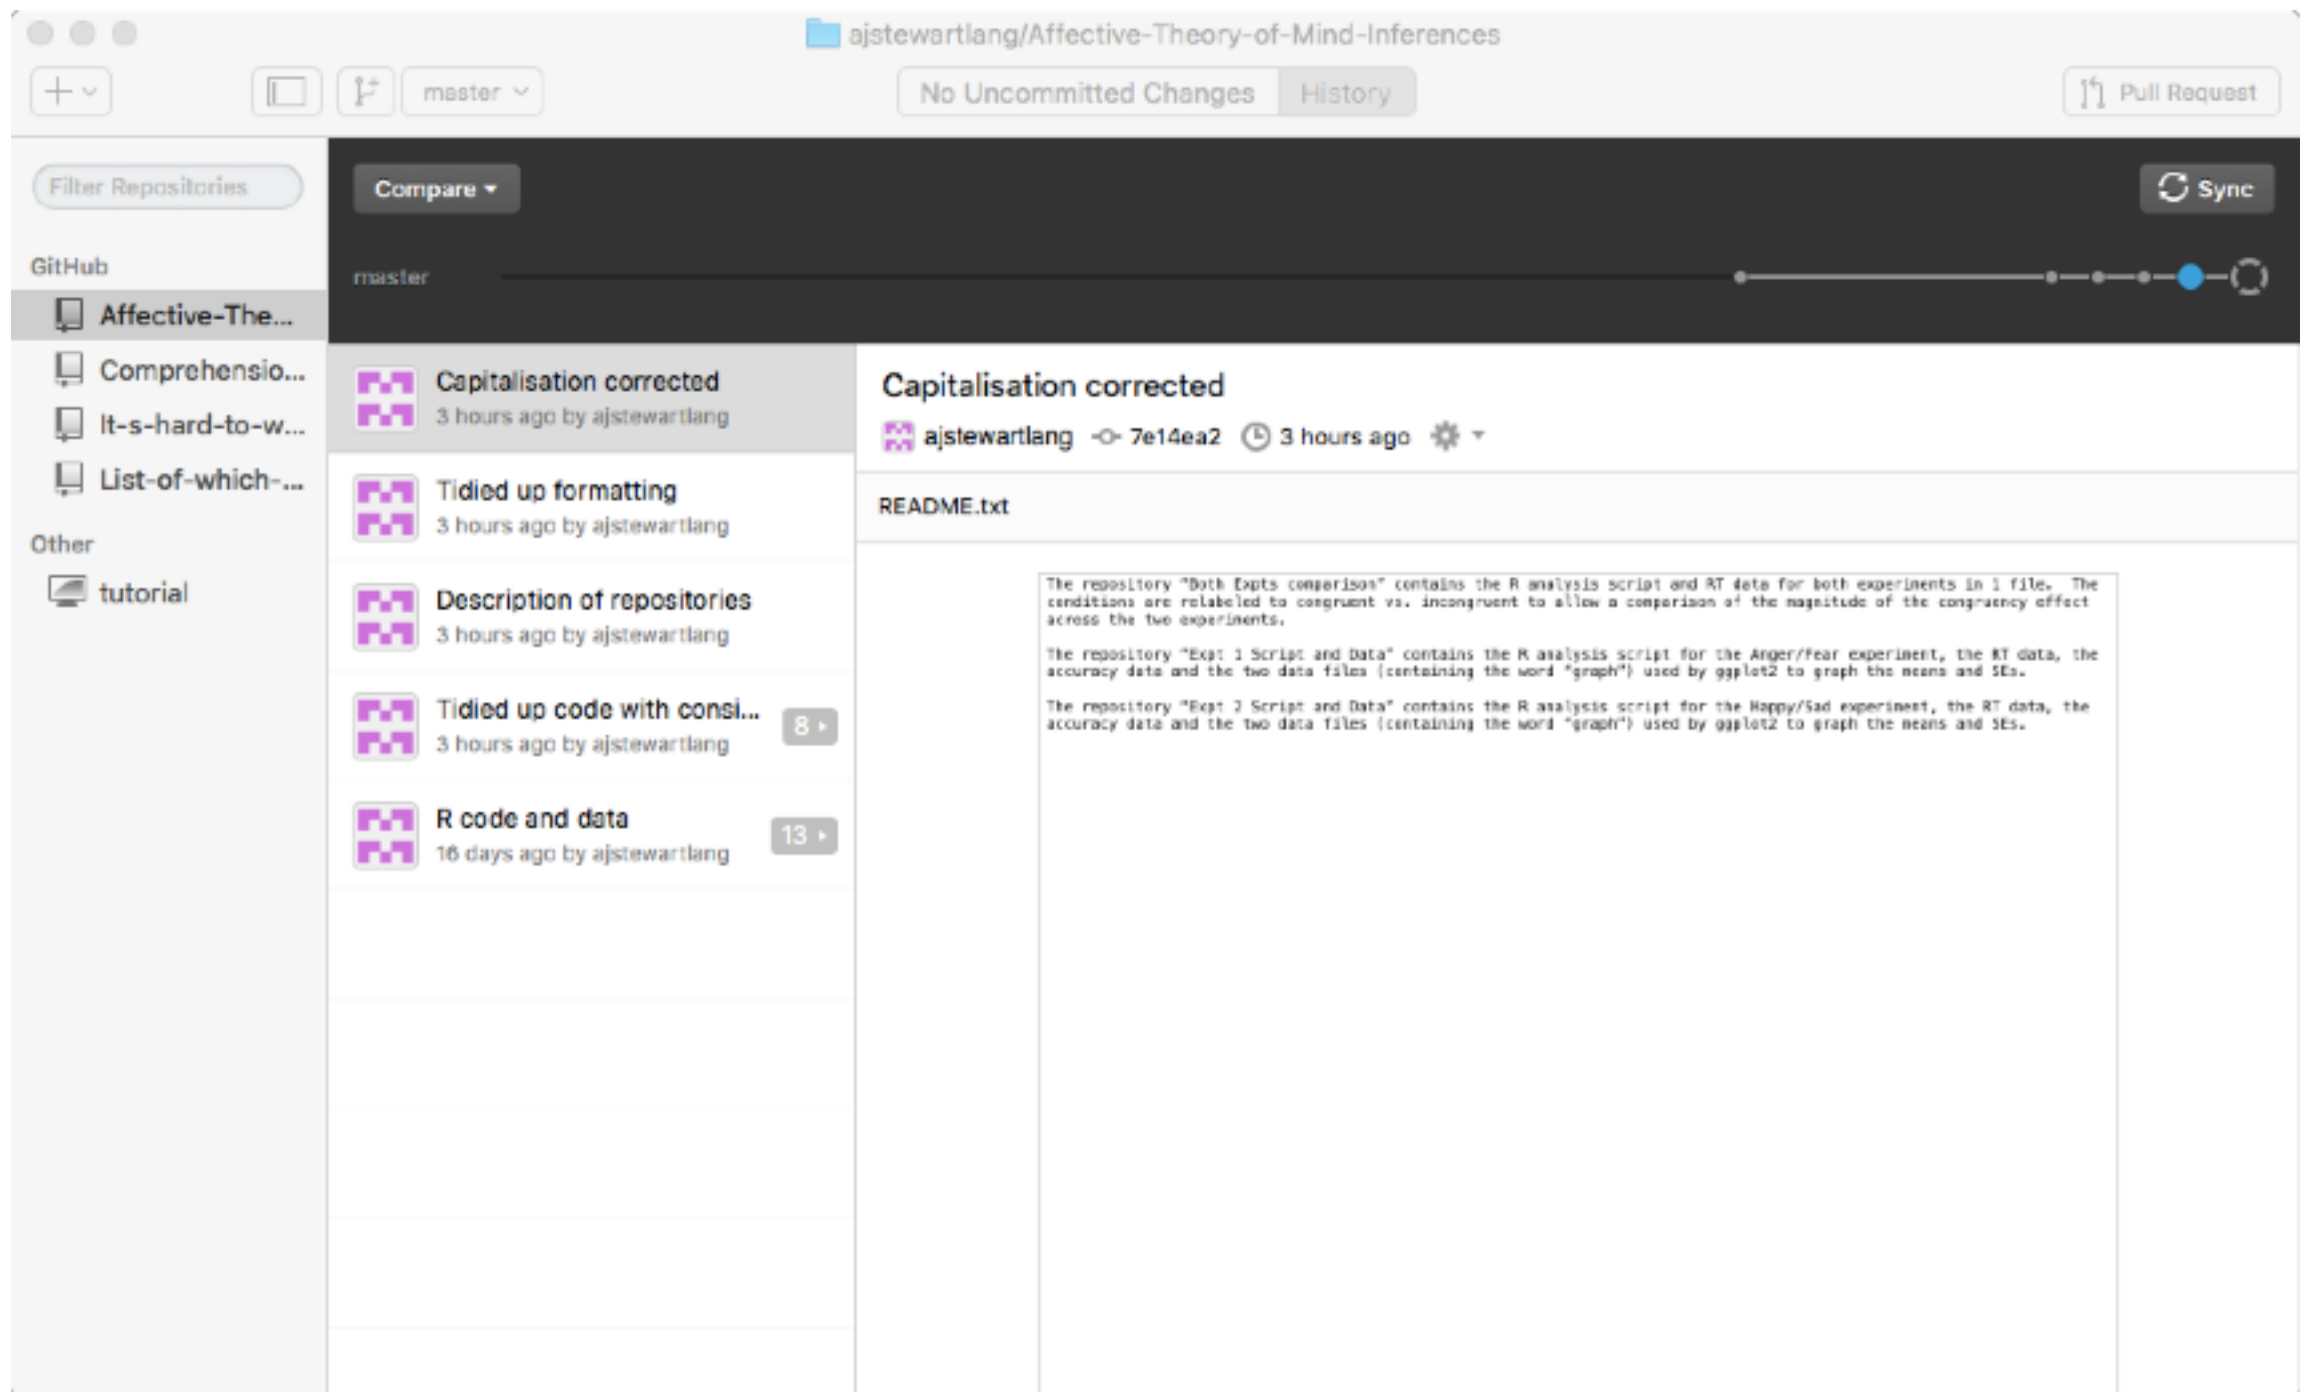 ajstewartlang/Affective-Theory-of-Mind-Inferences
master
No Uncommitted Changes
History
Pull Request
Filter Repositories
Compare
Sync
GitHub
master
Affective-The...
Comprehensio...
It-s-hard-to-w...
List-of-which-...
Other
tutorial
Capitalisation corrected
3 hours ago by ajstewartlang
Tidied up formatting
3 hours ago by ajstewartlang
Description of repositories
3 hours ago by ajstewartlang
Tidied up code with consi...
3 hours ago by ajstewartlang
8
R code and data
16 days ago by ajstewartlang
13
Capitalisation corrected
ajstewartlang 7e14ea2 3 hours ago
README.txt
The repository "Both Expts comparison" contains the R analysis script and RT data for both experiments in 1 file. The
conditions are relabeled to congruent vs. incongruent to allow a comparison of the magnitude of the congruency effect
across the two experiments.
The repository "Expt 1 Script and Data" contains the R analysis script for the Anger/Fear experiment, the RT data, the
accuracy data and the two data files (containing the word "graph") used by ggplot2 to graph the means and SEs.
The repository "Expt 2 Script and Data" contains the R analysis script for the Happy/Sad experiment, the RT data, the
accuracy data and the two data files (containing the word "graph") used by ggplot2 to graph the means and SEs.